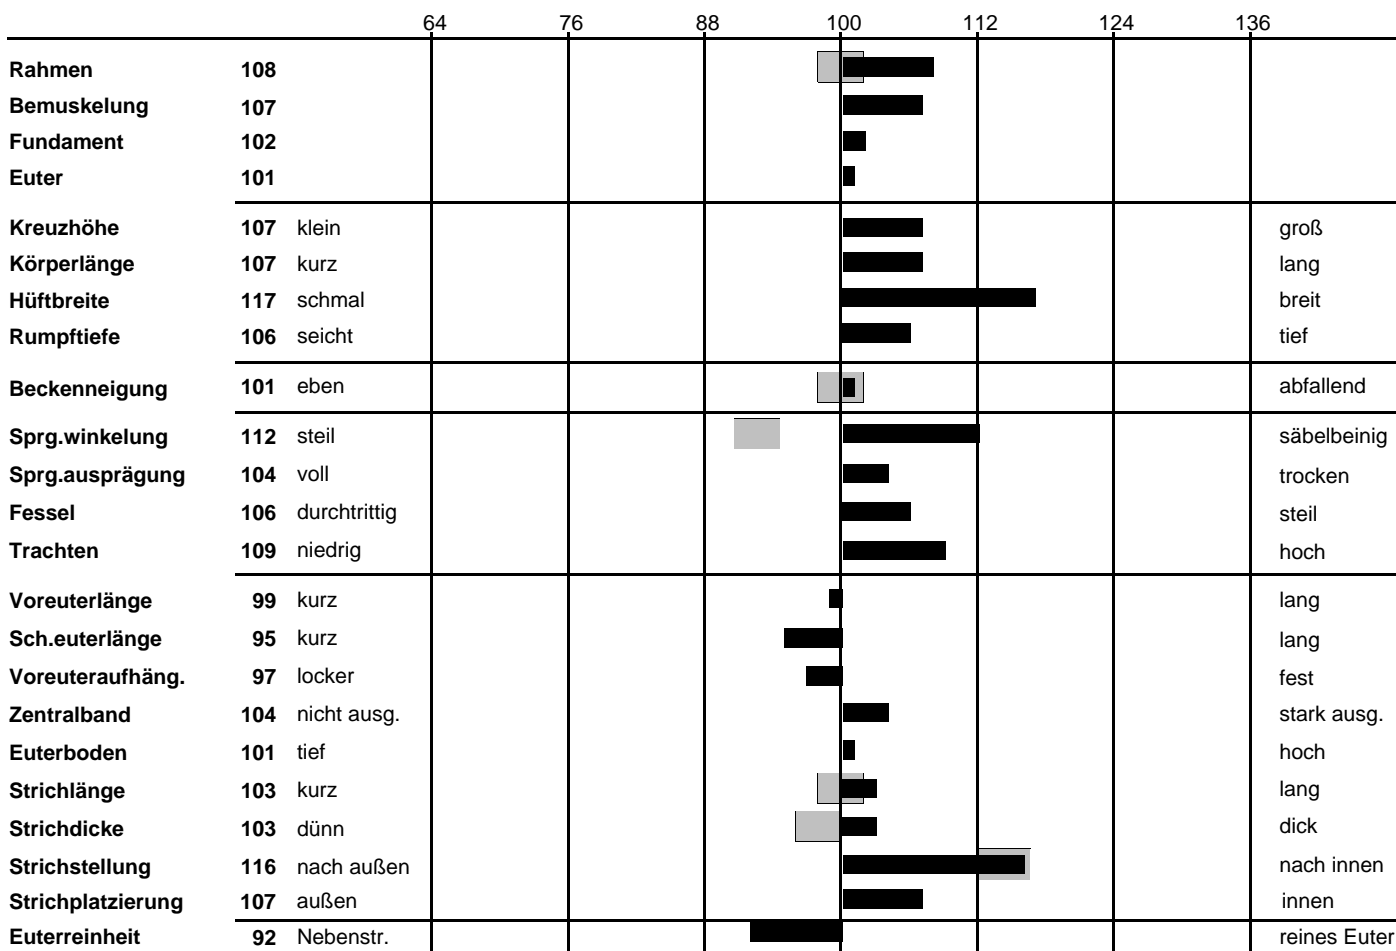 64 76 88 100 112 124 136
Rahmen 108
Bemuskelung 107
Fundament 102
Euter 101
Kreuzhöhe 107 klein groß
Körperlänge 107 kurz lang
Hüftbreite 117 schmal breit
Rumpftiefe 106 seicht tief
Beckenneigung 101 eben abfallend
Sprg.winkelung 112 steil säbelbeinig
Sprg.ausprägung 104 voll trocken
Fessel 106 durchtrittig steil
Trachten 109 niedrig hoch
Voreuterlänge 99 kurz lang
Sch.euterlänge 95 kurz lang
Voreuteraufhäng. 97 locker fest
Zentralband 104 nicht ausg. stark ausg.
Euterboden 101 tief hoch
Strichlänge 103 kurz lang
Strichdicke 103 dünn dick
Strichstellung 116 nach außen nach innen
Strichplatzierung 107 außen innen
Euterreinheit 92 Nebenstr. reines Euter